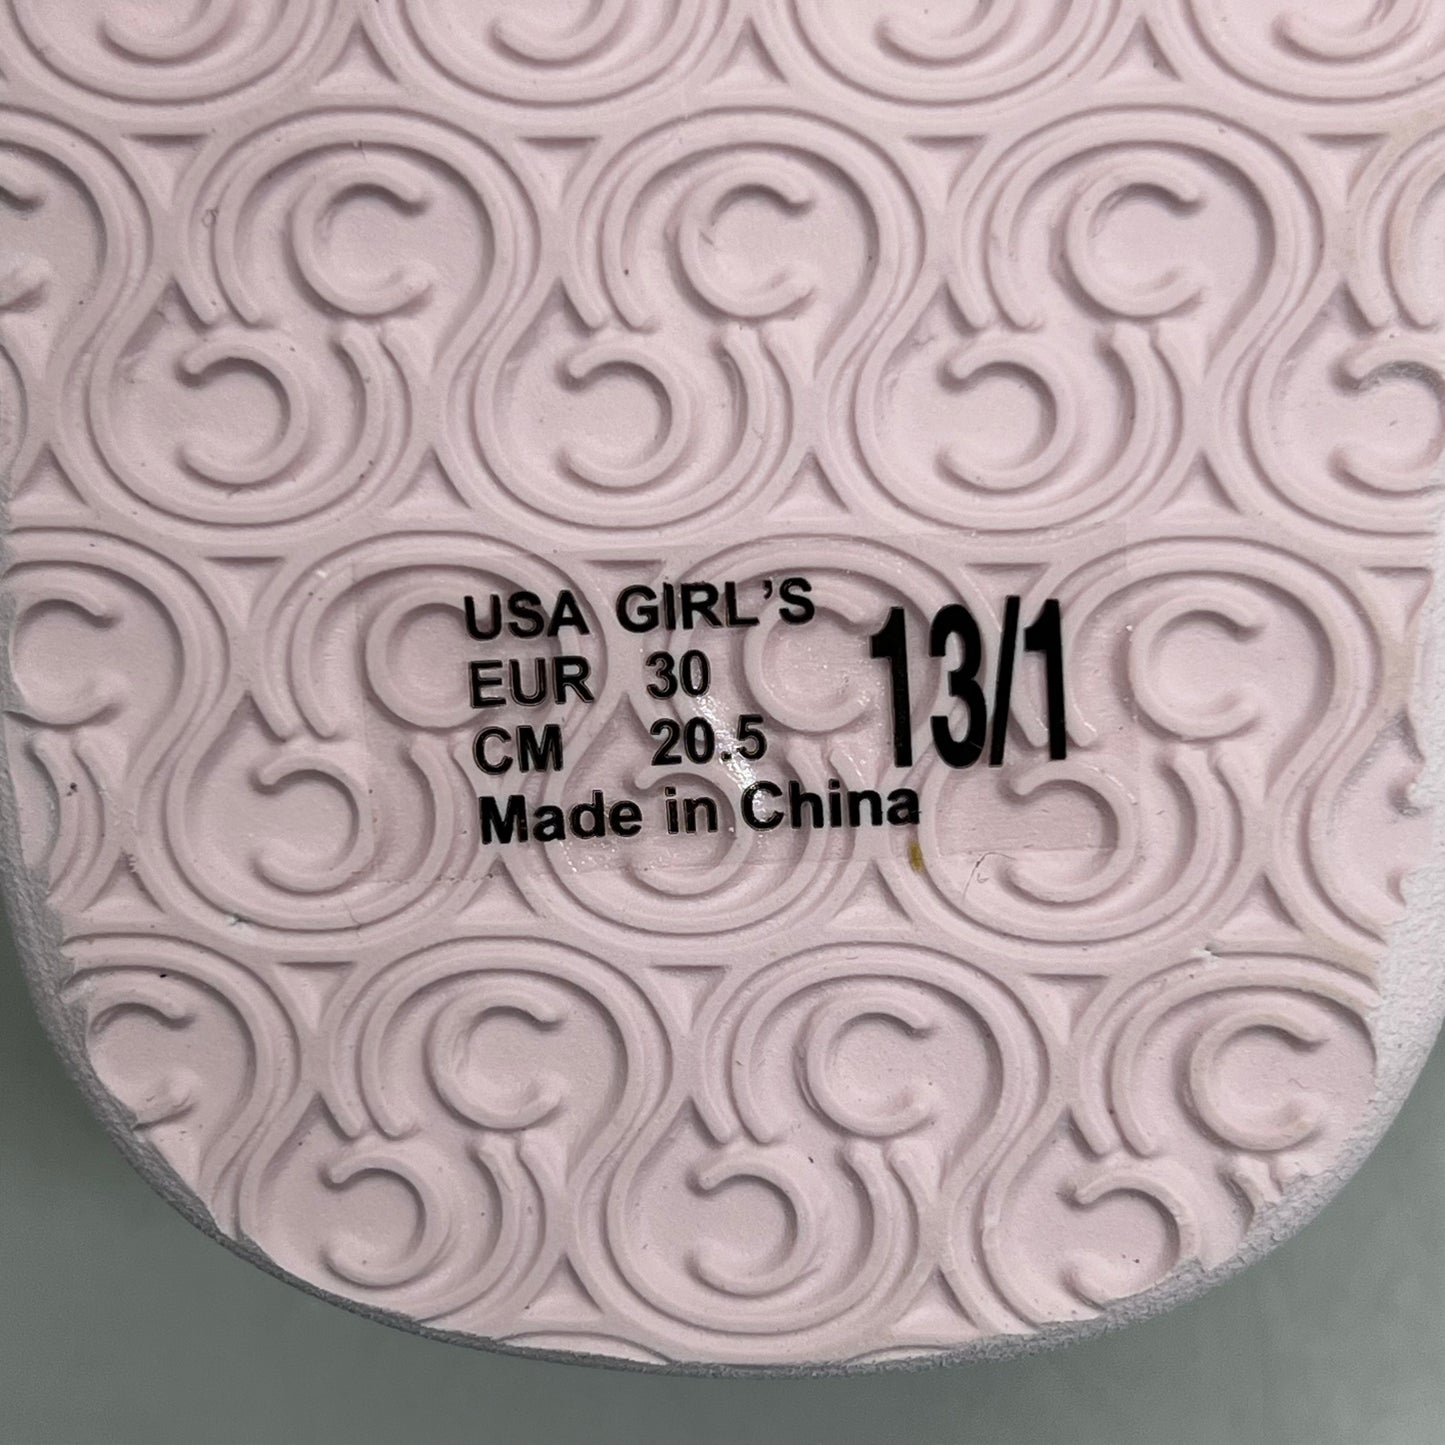 USA GIRL'S 13/1
EUR 30
CM 20.5
Made in China